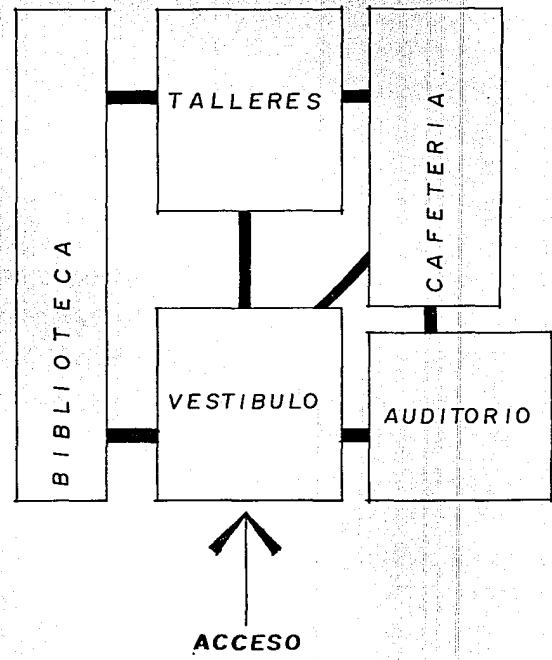 TALLERES
CAFETERIA
BIBLIOTECA
VESTIBULO
AUDITORIO
ACCESO